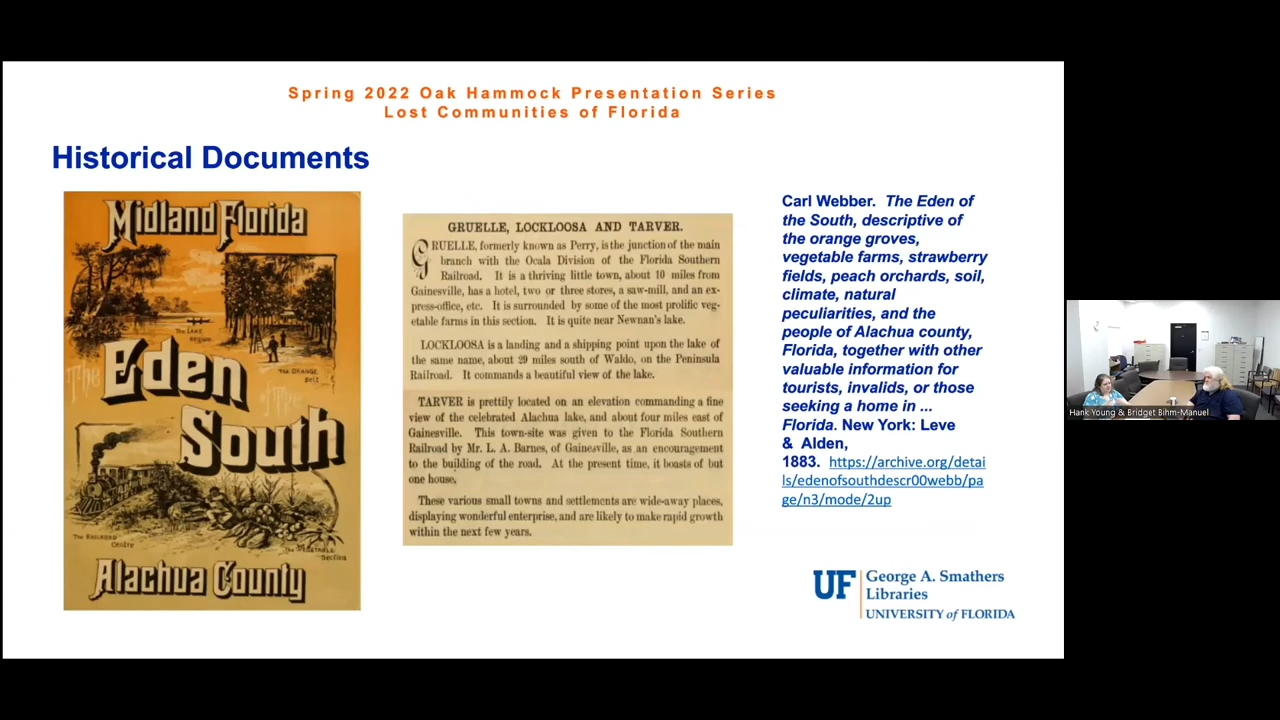 Spring 2022 Oak Hammock Presentation Series
Lost Communities of Florida
Historical Documents
Midland Florida
The LAKE
REGION
The ORANGE
BELT
The Eden
OF THE
South
The RAILROAD
Centre
The VEGETABLE
Section
Alachua County
GRUELLE, LOCKLOOSA AND TARVER.
GRUELLE, formerly known as Perry, is the junction of the main
branch with the Ocala Division of the Florida Southern
Railroad. It is a thriving little town, about 10 miles from
Gainesville, has a hotel, two or three stores, a saw-mill, and an ex-
press-office, etc. It is surrounded by some of the most prolific veg-
etable farms in this section. It is quite near Newnan's lake.
LOCKLOOSA is a landing and a shipping point upon the lake of
the same name, about 29 miles south of Waldo, on the Peninsula
Railroad. It commands a beautiful view of the lake.
TARVER is prettily located on an elevation commanding a fine
view of the celebrated Alachua lake, and about four miles east of
Gainesville. This town-site was given to the Florida Southern
Railroad by Mr. L. A. Barnes, of Gainesville, as an encouragement
to the building of the road. At the present time, it boasts of but
one house.
These various small towns and settlements are wide-away places,
displaying wonderful enterprise, and are likely to make rapid growth
within the next few years.
Carl Webber. The Eden of
the South, descriptive of
the orange groves,
vegetable farms, strawberry
fields, peach orchards, soil,
climate, natural
peculiarities, and the
people of Alachua county,
Florida, together with other
valuable information for
tourists, invalids, or those
seeking a home in ...
Florida. New York: Leve
& Alden,
1883. https://archive.org/detai
ls/edenofsouthdescr00webb/pa
ge/n3/mode/2up
UF George A. Smathers
Libraries
UNIVERSITY of FLORIDA
Hank Young & Bridget Bihm-Manuel